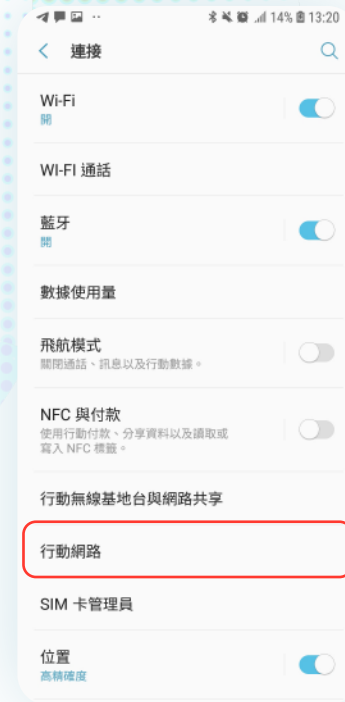 14% 13:20
連接
Wi-Fi
開
WI-FI 通話
藍牙
開
數據使用量
飛航模式
關閉通話、訊息以及行動數據。
NFC 與付款
使用行動付款、分享資料以及讀取或
寫入 NFC 標籤。
行動無線基地台與網路共享
行動網路
SIM 卡管理員
位置
高精確度